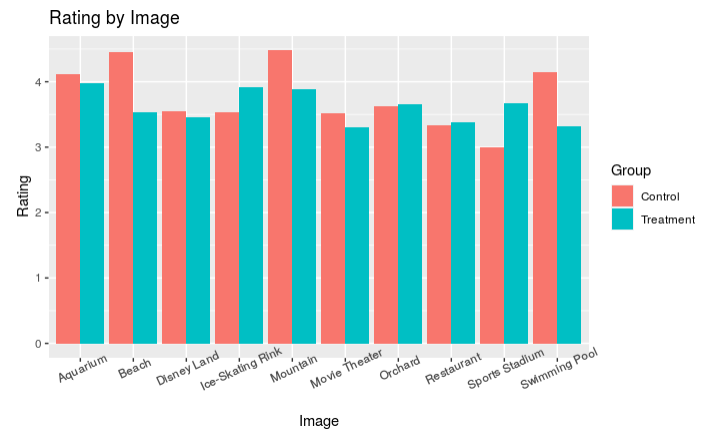 Rating by Image
Rating
4
3
2
1
0
Aquarium
Beach
Disney Land
Ice-Skating Rink
Mountain
Movie Theater
Orchard
Restaurant
Sports Stadium
Swimming Pool
Image
Group
Control
Treatment